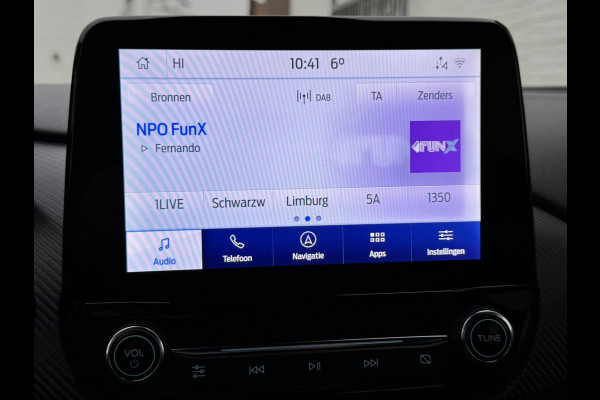 HI 10:41 6°
Bronnen DAB TA Zenders
NPO FunX
Fernando
FUNX
1LIVE Schwarzw Limburg 5A 1350
Audio Telefoon Navigatie Apps Instellingen
VOL TUNE